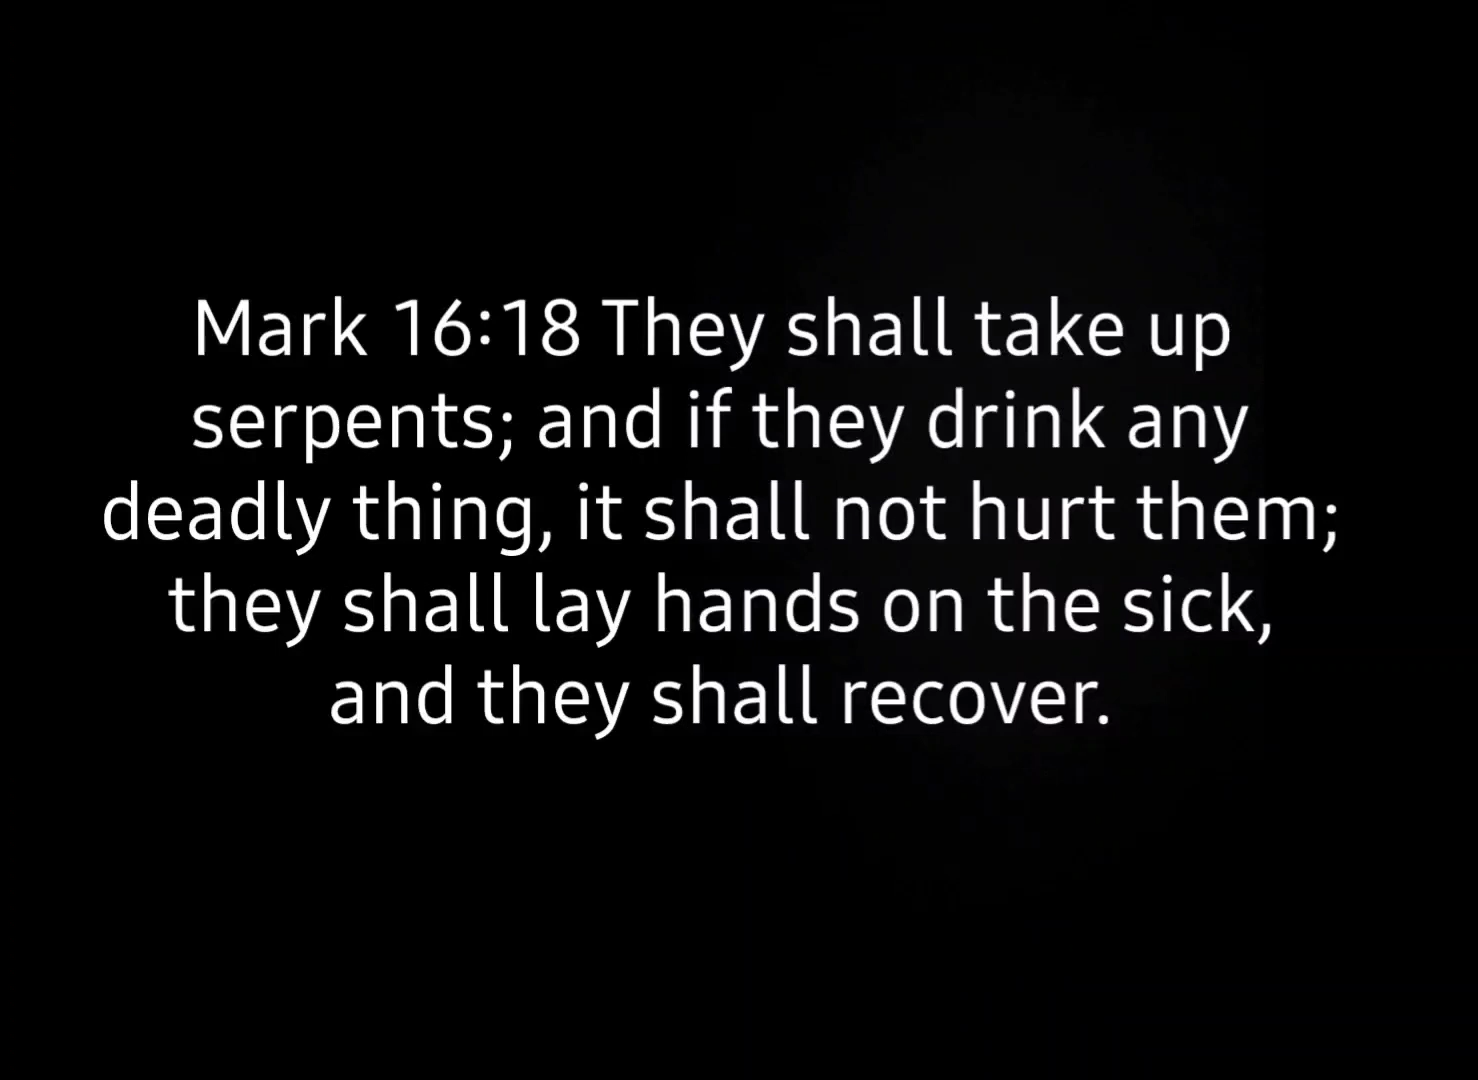 Mark 16:18 They shall take up
serpents; and if they drink any
deadly thing, it shall not hurt them;
they shall lay hands on the sick,
and they shall recover.